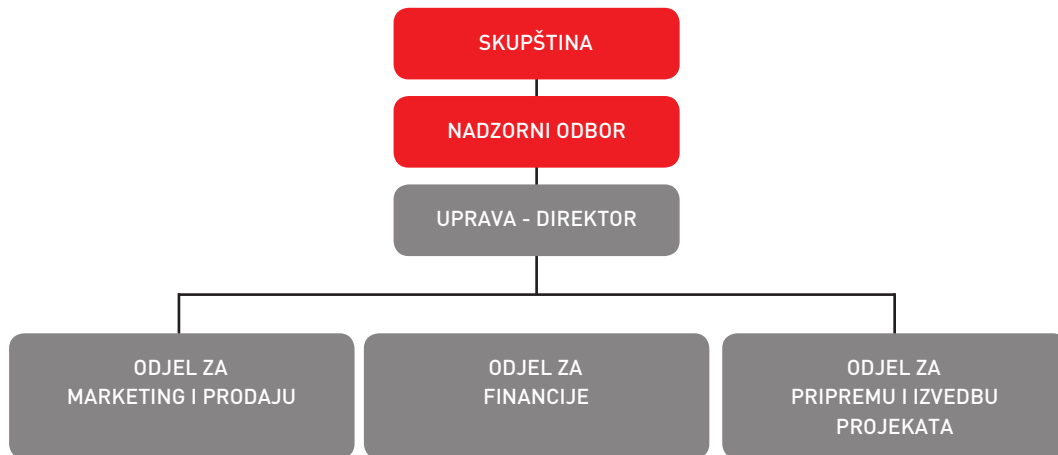 SKUPŠTINA
NADZORNI ODBOR
UPRAVA - DIREKTOR
ODJEL ZA
MARKETING I PRODAJU
ODJEL ZA
FINANCIJE
ODJEL ZA
PRIPREMU I IZVEDBU
PROJEKATA